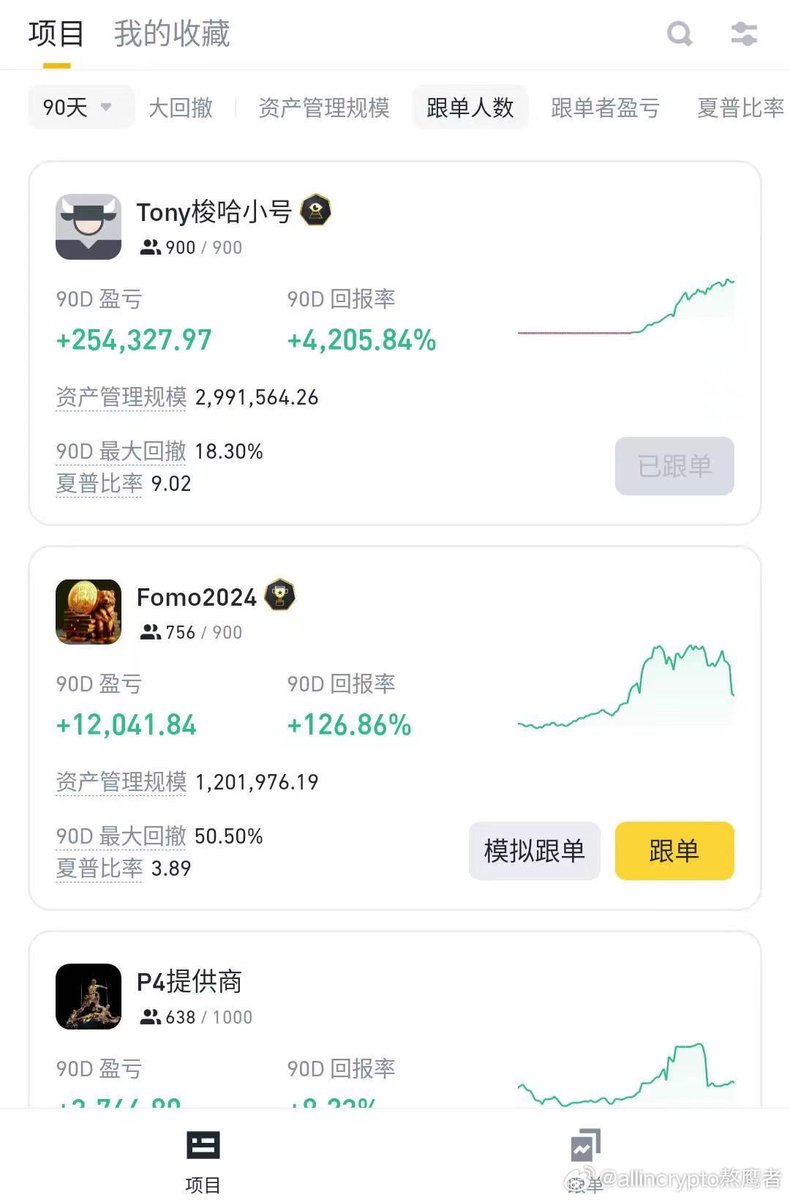 项目 我的收藏
90天 大回撤 资产管理规模 跟单人数 跟单者盈亏 夏普比率
Tony梭哈小号
900 / 900
90D 盈亏 90D 回报率
+254,327.97 +4,205.84%
资产管理规模 2,991,564.26
90D 最大回撤 18.30%
夏普比率 9.02
已跟单
Fomo2024
756 / 900
90D 盈亏 90D 回报率
+12,041.84 +126.86%
资产管理规模 1,201,976.19
90D 最大回撤 50.50%
夏普比率 3.89
模拟跟单 跟单
P4提供商
638 / 1000
90D 盈亏 90D 回报率
项目 跟单
@allincrypto熬鹰者